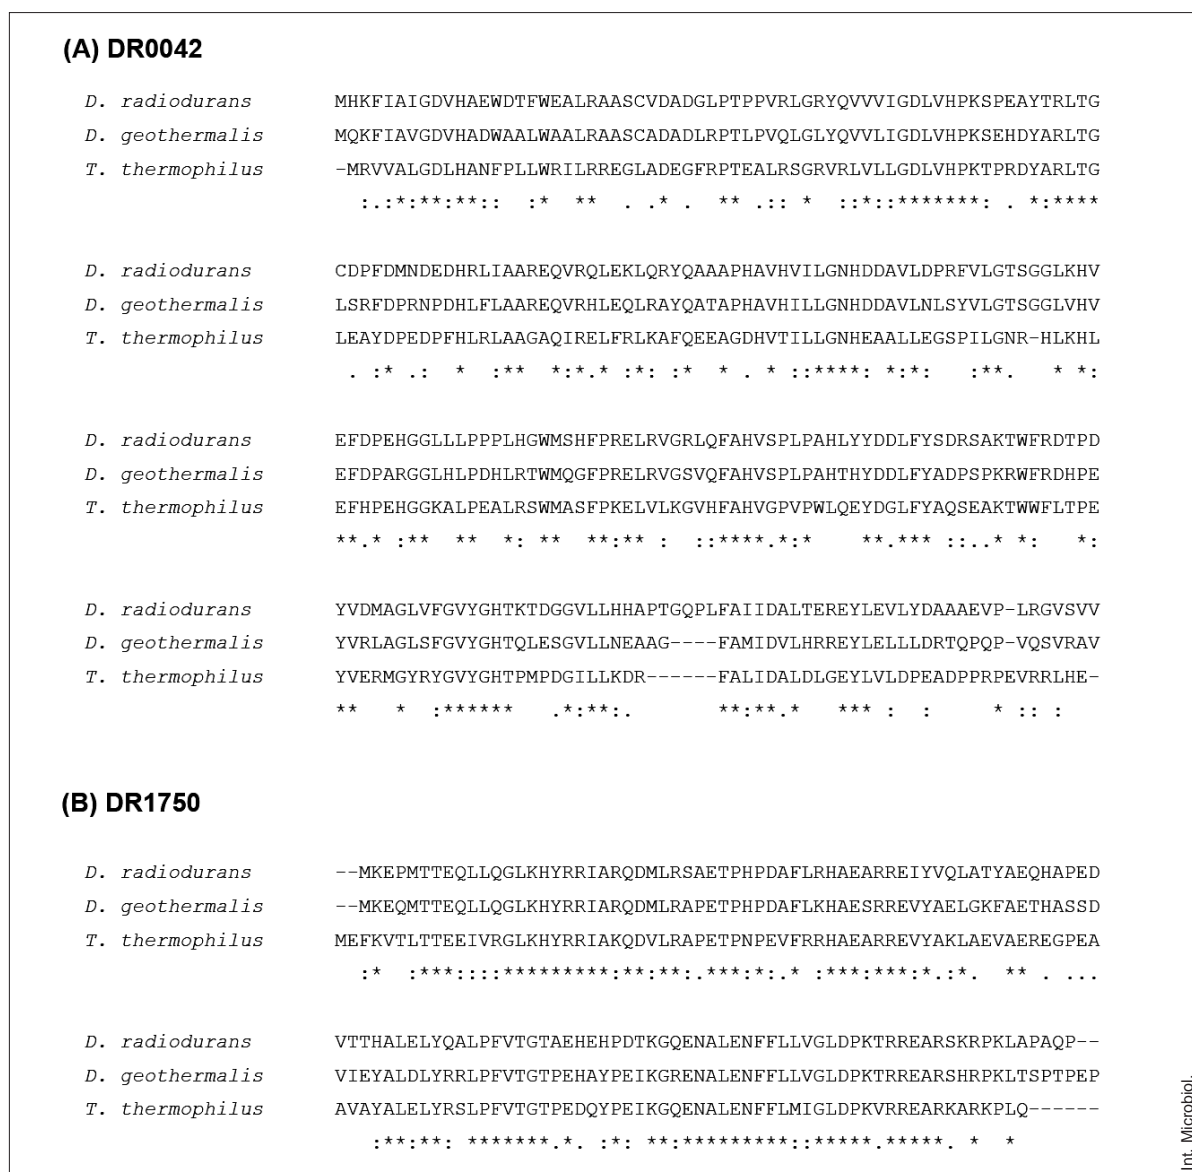 (A) DR0042
D. radiodurans MHKFIAIGDVHAEWDTFWEALRAASCVDADGLPTPPVRLGRYQVVVIGDLVHPKSPEAYTRLTG
D. geothermalis MQKFIAVGDVHADWAALWAALRAASCADADLRPTLPVQLGLYQVVLIGDLVHPKSEHDYARLTG
T. thermophilus -MRVVALGDLHANFPLLWRILRREGLADEGFRPTEALRSGRVRLVLLGDLVHPKTPRDYARLTG
:.:*:**:**:: :* ** . .* . ** .:: * ::*::*******: . *:****
D. radiodurans CDPFDMNDEDHRLIAAREQVRQLEKLQRYQAAAPHAVHVILGNHDDAVLDPRFVLGTSGGLKHV
D. geothermalis LSRFDPRNPDHLFLAAREQVRHLEQLRAYQATAPHAVHILLGNHDDAVLNLSYVLGTSGGLVHV
T. thermophilus LEAYDPEDPFHLRLAAGAQIRELFRLKAFQEEAGDHVTILLGNHEAALLEGSPILGNR-HLKHL
. :* .: * :** *:.* :*: :* * . * ::****: *:*: :**. * *:
D. radiodurans EFDPEHGGLLLPPPLHGWMSHFPRELRVGRLQFAHVSPLPAHLYYDDLFYSDRSAKTWFRDTPD
D. geothermalis EFDPARGGLHLPDHLRTWMQGFPRELRVGSVQFAHVSPLPAHTHYDDLFYADPSPKRWFRDHPE
T. thermophilus EFHPEHGGKALPEALRSWMASFPKELVLKGVHFAHVGPVPWLQEYDGLFYAQSEAKTWWFLTPE
**.* :** ** *: ** **:** : ::****.*:* **.*** ::..* *: *:
D. radiodurans YVDMAGLVFGVYGHTKTDGGVLLHHAPTGQPLFAIIDALTEREYLEVLYDAAAEVP-LRGVSVV
D. geothermalis YVRLAGLSFGVYGHTQLESGVLLNEAAG----FAMIDVLHRREYLELLLDRTQPQP-VQSVRAV
T. thermophilus YVERMGYRYGVYGHTPMPDGILLKDR------FALIDALDLGEYLVLDPEADPPRPEVRRLHE-
** * :****** .*:**:. **:**.* *** : : * :: :
(B) DR1750
D. radiodurans --MKEPMTTEQLLQGLKHYRRIARQDMLRSAETPHPDAFLRHAEARREIYVQLATYAEQHAPED
D. geothermalis --MKEQMTTEQLLQGLKHYRRIARQDMLRAPETPHPDAFLKHAESRREVYAELGKFAETHASSD
T. thermophilus MEFKVTLTTEEIVRGLKHYRRIAKQDVLRAPETPNPEVFRRHAEARREVYAKLAEVAEREGPEA
:* :***::::*********:**:**:.***:*:.* :***:***:*.:*. ** . ...
D. radiodurans VTTHALELYQALPFVTGTAEHEHPDTKGQENALENFFLLVGLDPKTRREARSKRPKLAPAQP--
D. geothermalis VIEYALDLYRRLPFVTGTPEHAYPEIKGRENALENFFLLVGLDPKTRREARSHRPKLTSPTPEP
T. thermophilus AVAYALELYRSLPFVTGTPEDQYPEIKGQENALENFFLMIGLDPKVRREARKARKPLQ------
:**:**: *******.*. :*: **:*********::*****.*****. * *
Int. Microbiol.